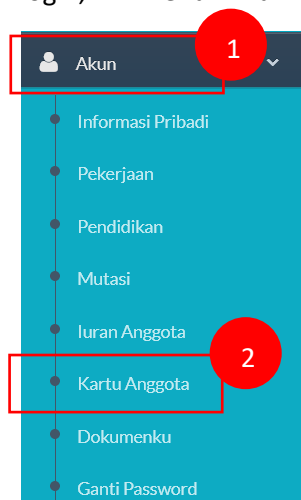 1
Akun
Informasi Pribadi
Pekerjaan
Pendidikan
Mutasi
Iuran Anggota
2
Kartu Anggota
Dokumenku
Ganti Password